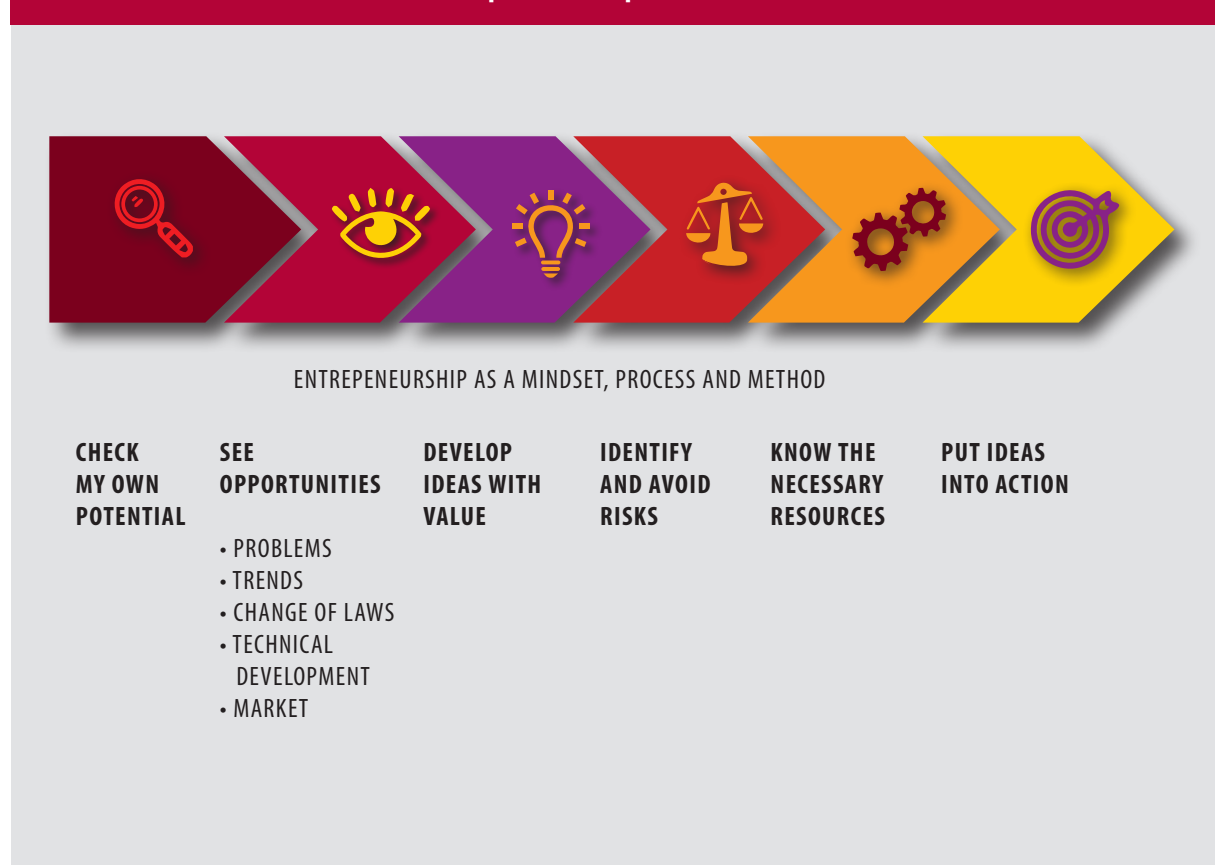 ENTREPENEURSHIP AS A MINDSET, PROCESS AND METHOD
CHECK
MY OWN
POTENTIAL
SEE
OPPORTUNITIES
• PROBLEMS
• TRENDS
• CHANGE OF LAWS
• TECHNICAL
DEVELOPMENT
• MARKET
DEVELOP
IDEAS WITH
VALUE
IDENTIFY
AND AVOID
RISKS
KNOW THE
NECESSARY
RESOURCES
PUT IDEAS
INTO ACTION